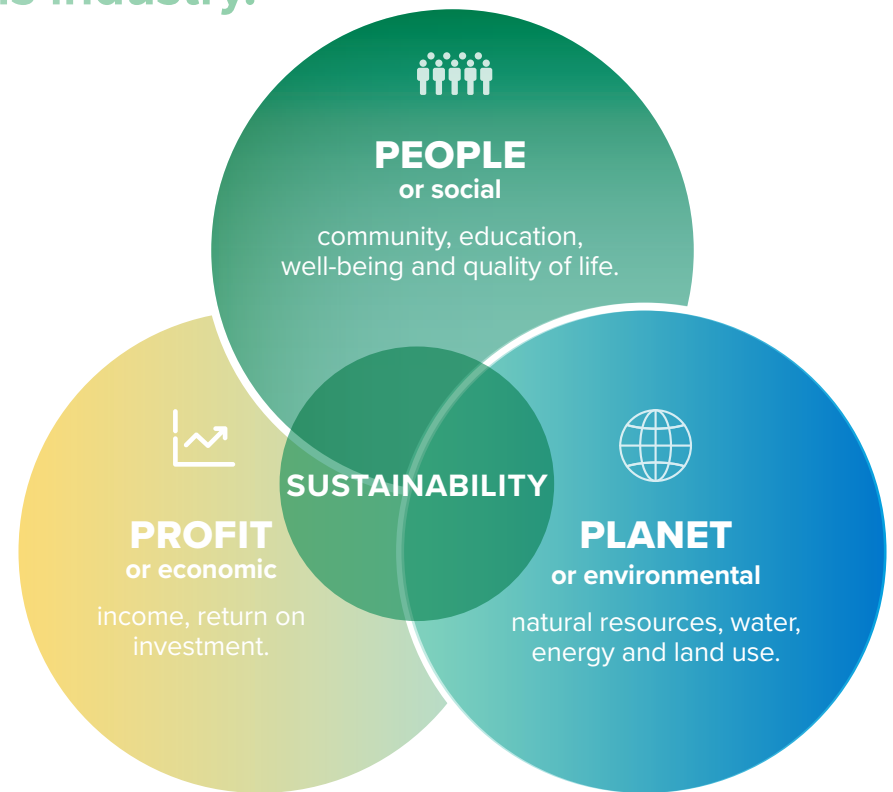 industry.
PEOPLE
or social
community, education,
well-being and quality of life.
SUSTAINABILITY
PROFIT
or economic
income, return on
investment.
PLANET
or environmental
natural resources, water,
energy and land use.